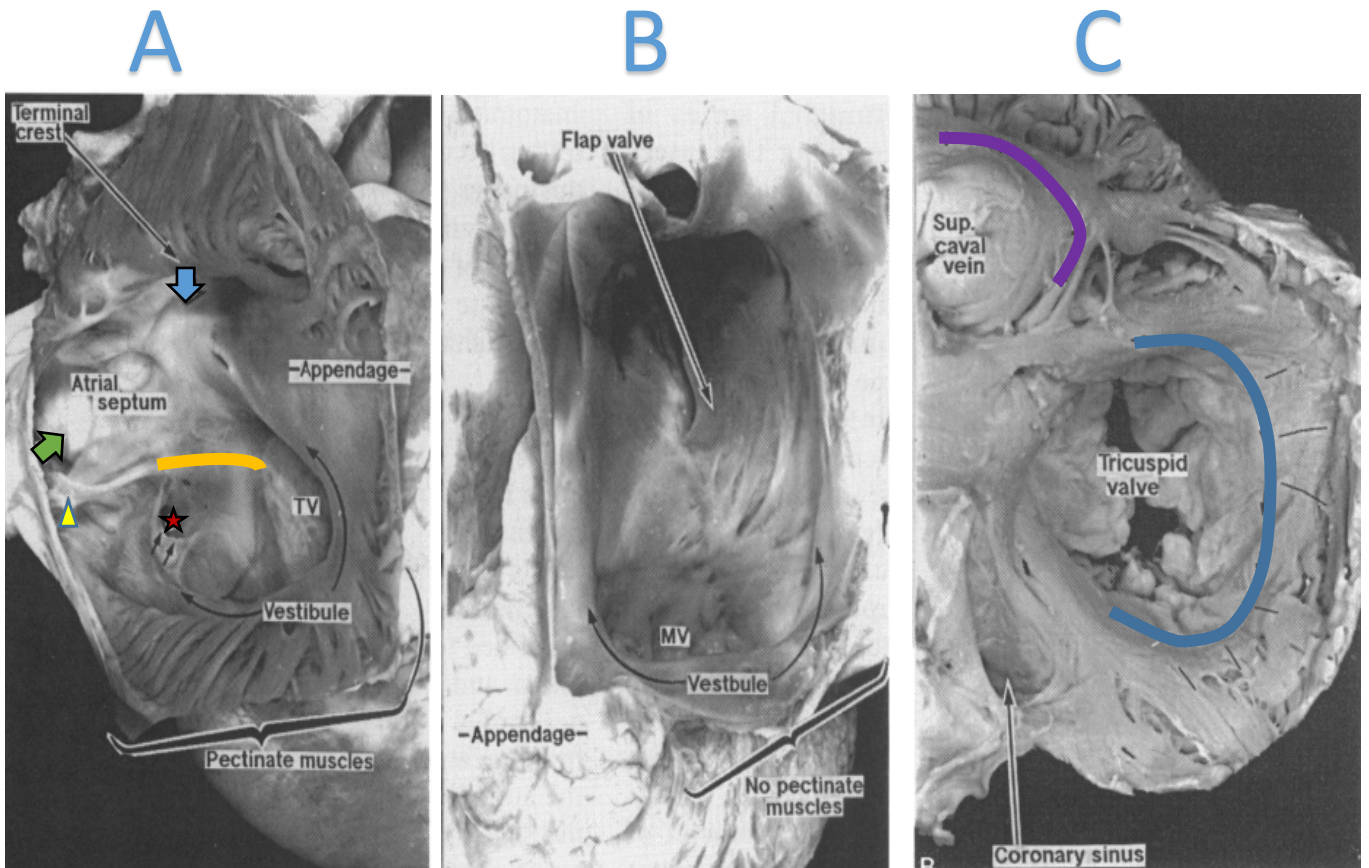 A
B
C
Terminal
crest
Atrial
septum
–Appendage–
TV
Vestibule
Pectinate muscles
Flap valve
MV
Vestbule
–Appendage–
No pectinate
muscles
Sup.
caval
vein
Tricuspid
valve
Coronary sinus
B